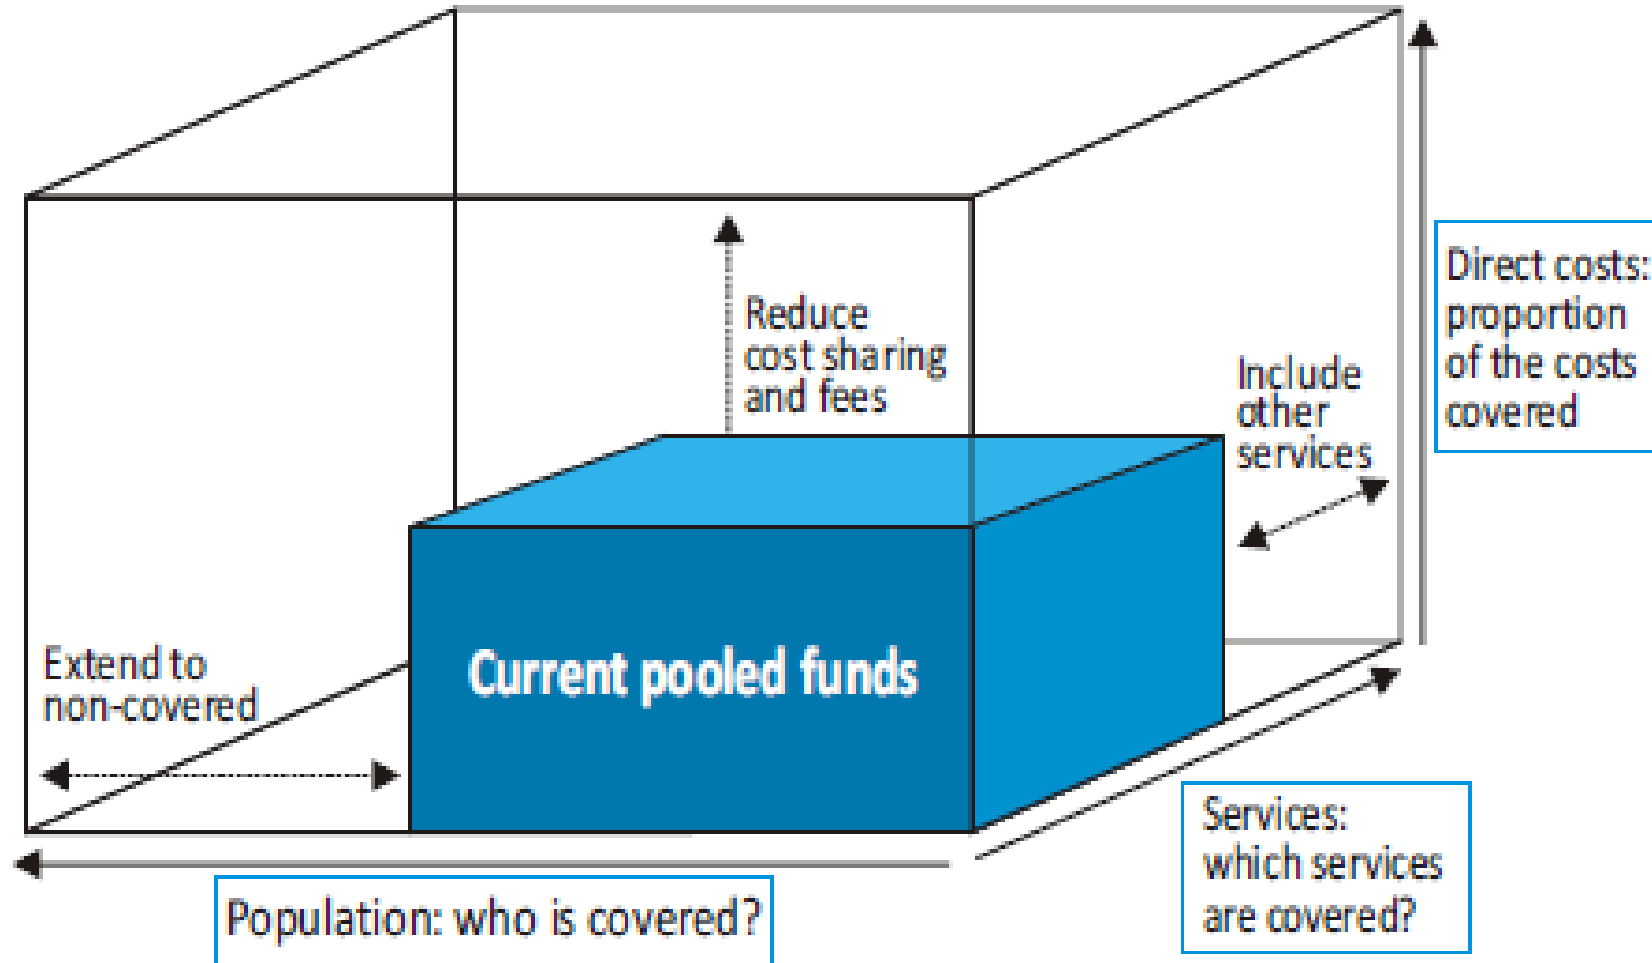 Reduce
cost sharing
and fees
Direct costs:
proportion
of the costs
covered
Include
other
services
Extend to
non-covered
Current pooled funds
Services:
which services
are covered?
Population: who is covered?